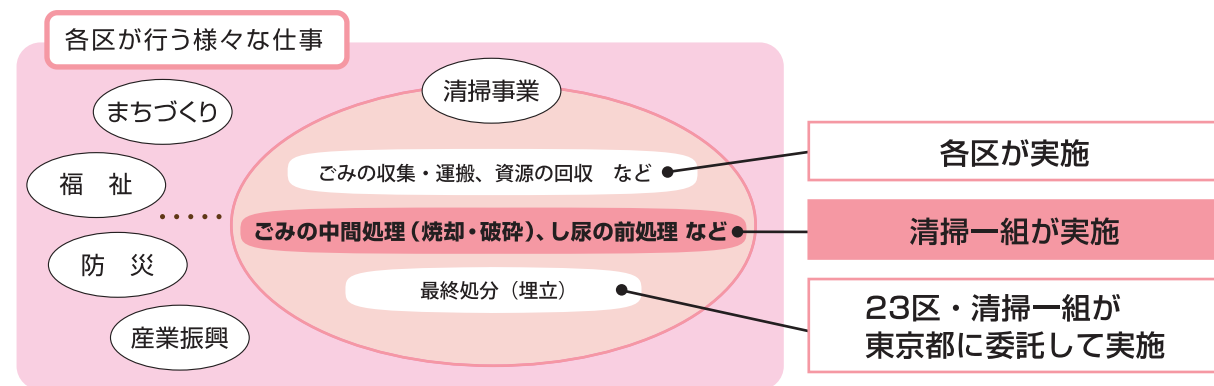 各区が行う様々な仕事
まちづくり
福 祉
防 災
産業振興
清掃事業
ごみの収集・運搬、資源の回収 など
ごみの中間処理（焼却・破砕）、し尿の前処理 など
最終処分（埋立）
各区が実施
清掃一組が実施
23区・清掃一組が
東京都に委託して実施